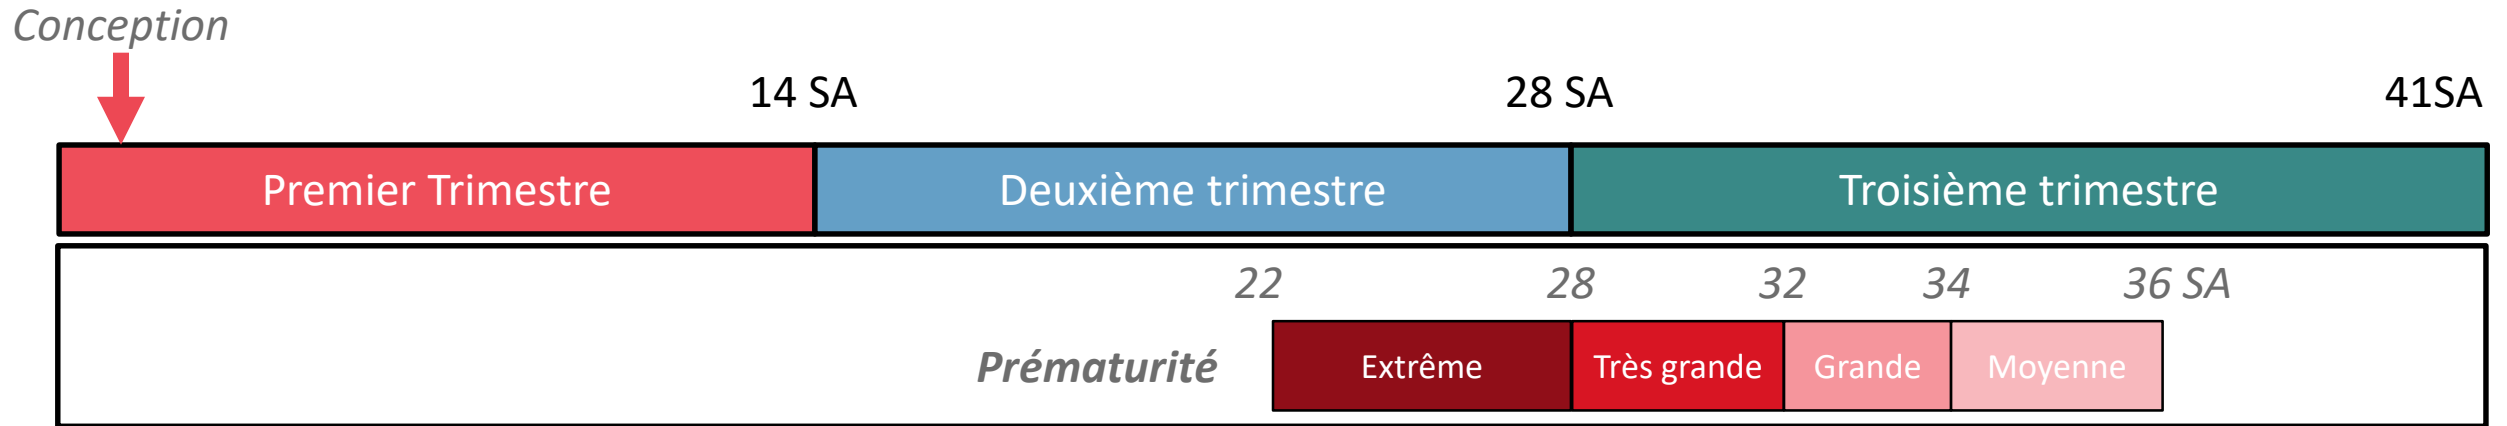 Conception
14 SA
28 SA
41SA
Premier Trimestre
Deuxième trimestre
Troisième trimestre
22
28
32
34
36 SA
Prématurité
Extrême
Très grande
Grande
Moyenne